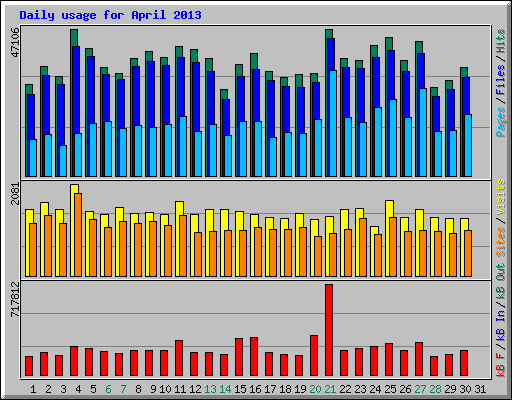 Daily usage for April 2013
47106
Pages / Files / Hits
2081
Sites / Visits
717812
kB F / kB In / kB Out
1 2 3 4 5 6 7 8 9 10 11 12 13 14 15 16 17 18 19 20 21 22 23 24 25 26 27 28 29 30 31